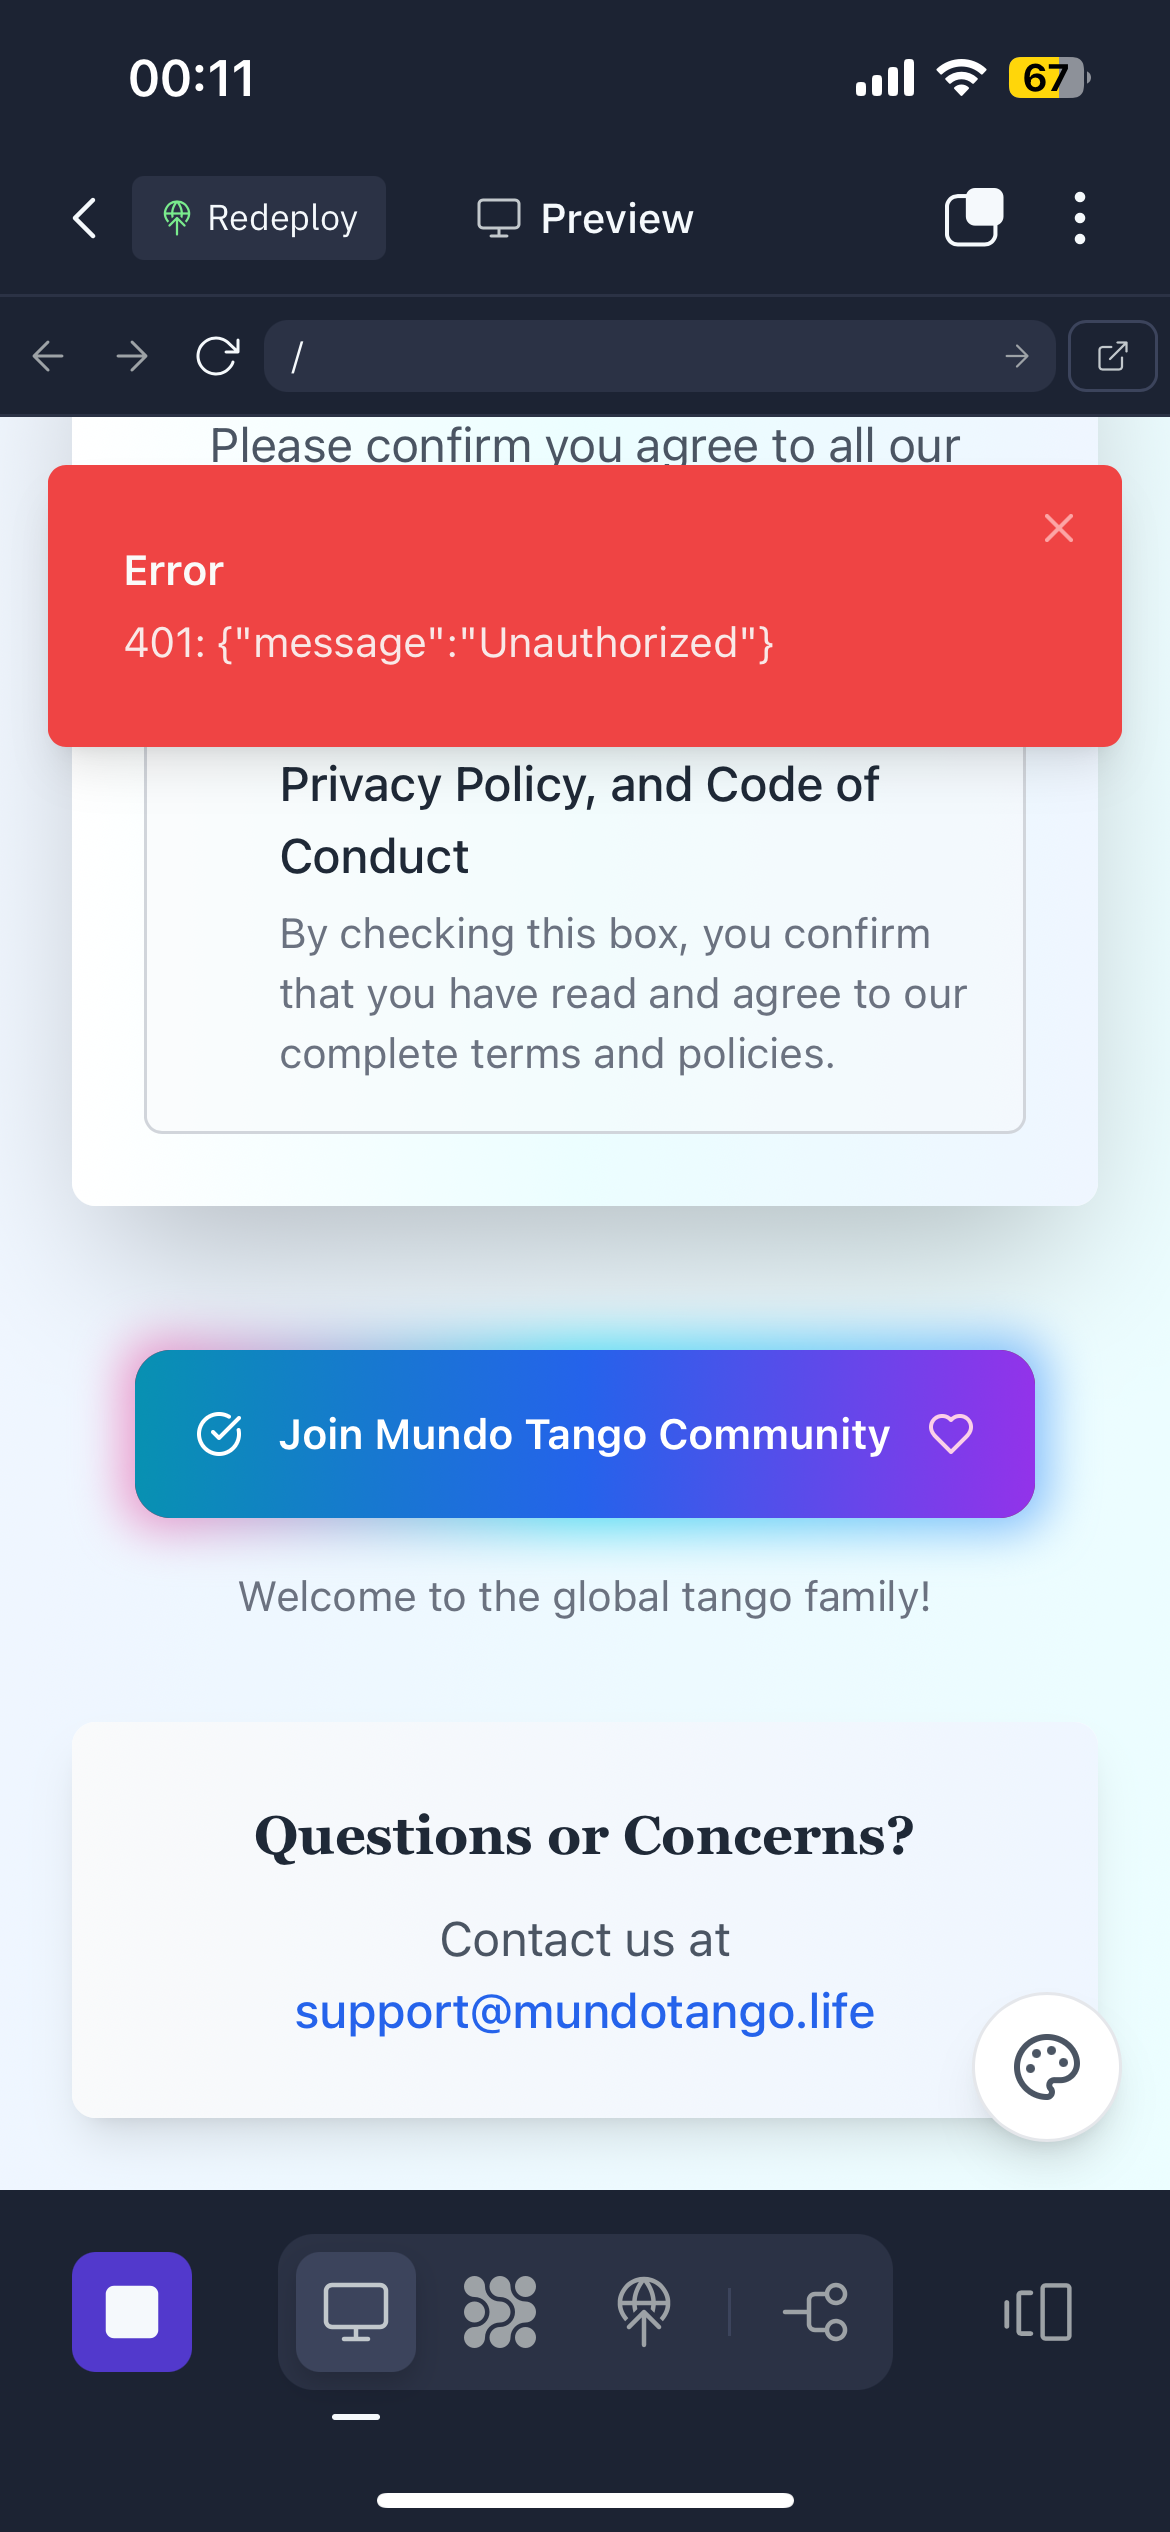 00:11
67
Redeploy
Preview
/
Please confirm you agree to all our
Error
401: {"message":"Unauthorized"}
Privacy Policy, and Code of
Conduct
By checking this box, you confirm
that you have read and agree to our
complete terms and policies.
Join Mundo Tango Community
Welcome to the global tango family!
Questions or Concerns?
Contact us at
support@mundotango.life